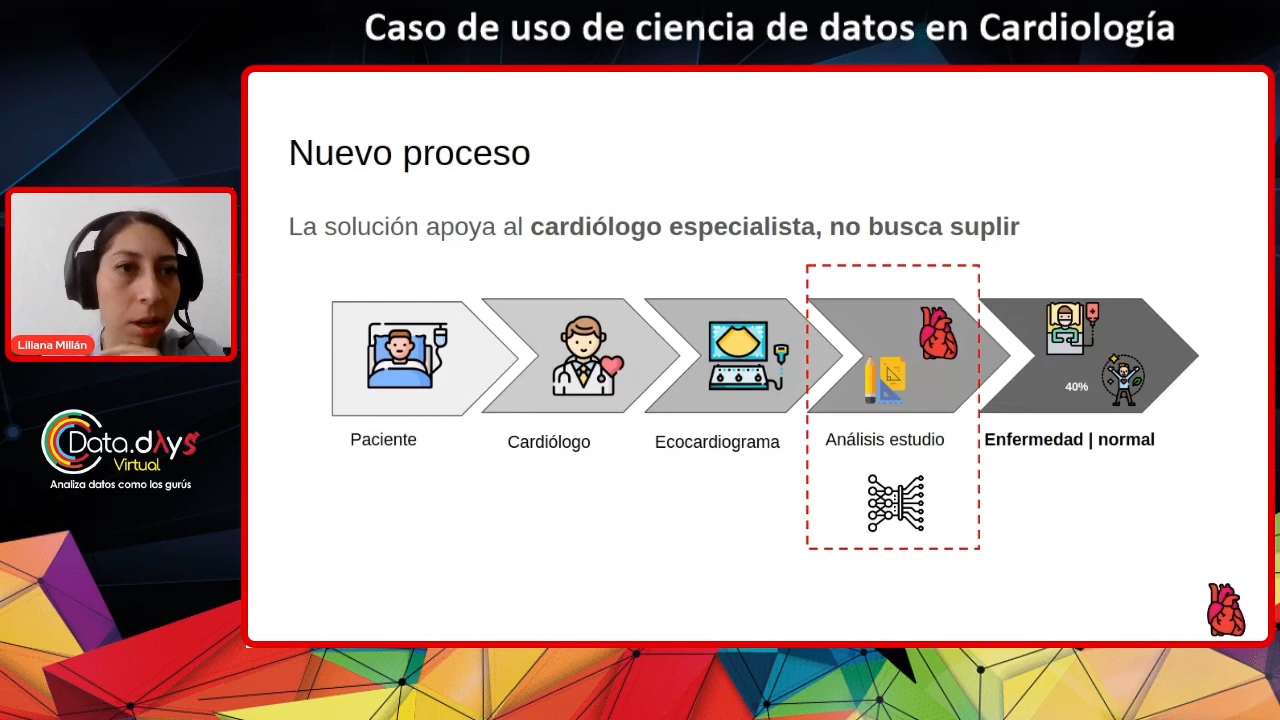 Caso de uso de ciencia de datos en Cardiología
Nuevo proceso
La solución apoya al cardiólogo especialista, no busca suplir
Liliana Millán
40%
Paciente
Cardiólogo
Ecocardiograma
Análisis estudio
Enfermedad | normal
Data.dAys
Virtual
Analiza datos como los gurús